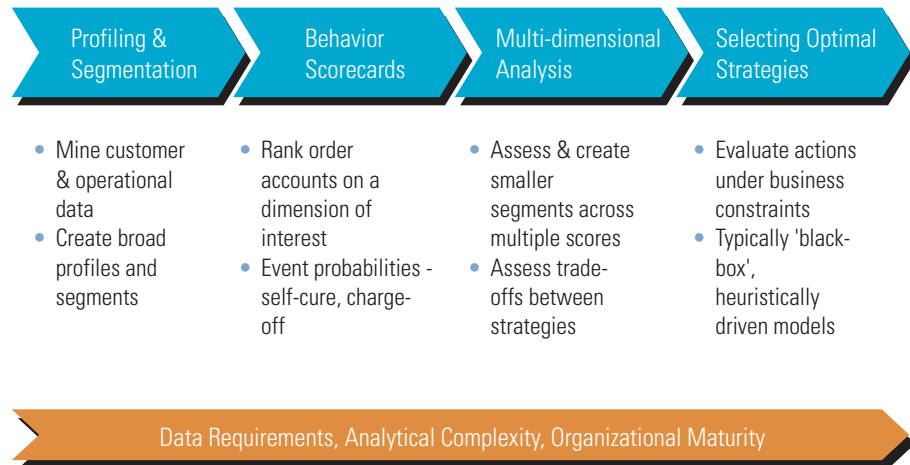 Profiling &
Segmentation
Behavior
Scorecards
Multi-dimensional
Analysis
Selecting Optimal
Strategies
• Mine customer
& operational
data
• Create broad
profiles and
segments
• Rank order
accounts on a
dimension of
interest
• Event probabilities -
self-cure, charge-
off
• Assess & create
smaller
segments across
multiple scores
• Assess trade-
offs between
strategies
• Evaluate actions
under business
constraints
• Typically 'black-
box',
heuristically
driven models
Data Requirements, Analytical Complexity, Organizational Maturity